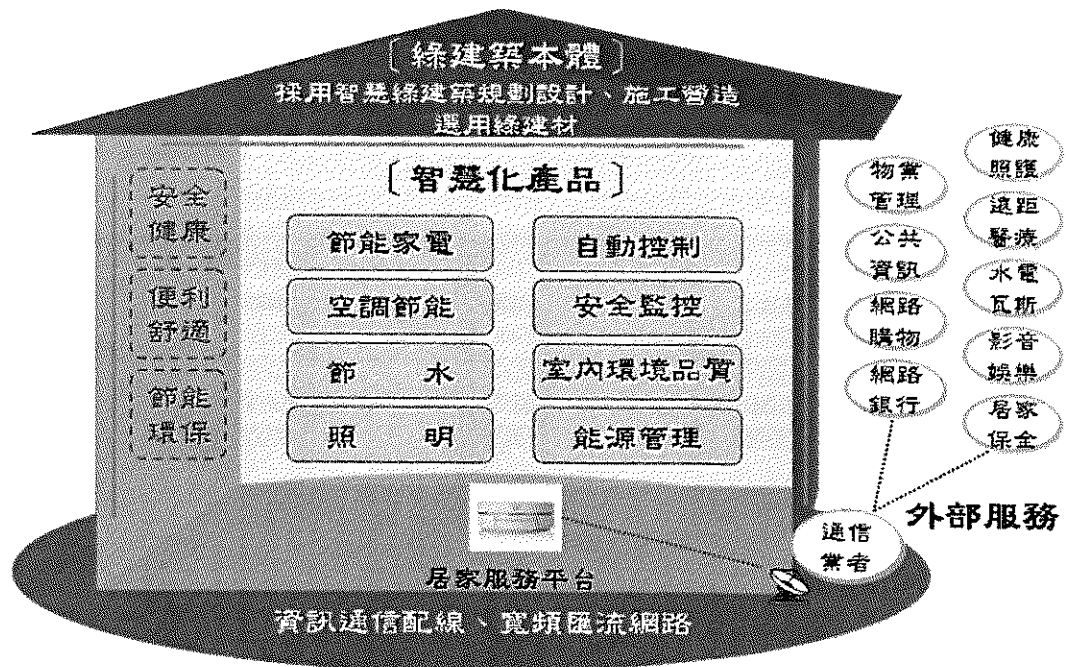 〔綠建築本體〕
採用智慧綠建築規劃設計、施工營造
選用綠建材
〔智慧化產品〕
安全
健康
便利
舒適
節能
環保
節能家電
自動控制
空調節能
安全監控
節 水
室內環境品質
照 明
能源管理
居家服務平台
資訊通信配線、寬頻匯流網路
物業
管理
公共
資訊
網路
購物
網路
銀行
健康
照護
遠距
醫療
水電
瓦斯
影音
娛樂
居家
保全
通信
業者
外部服務